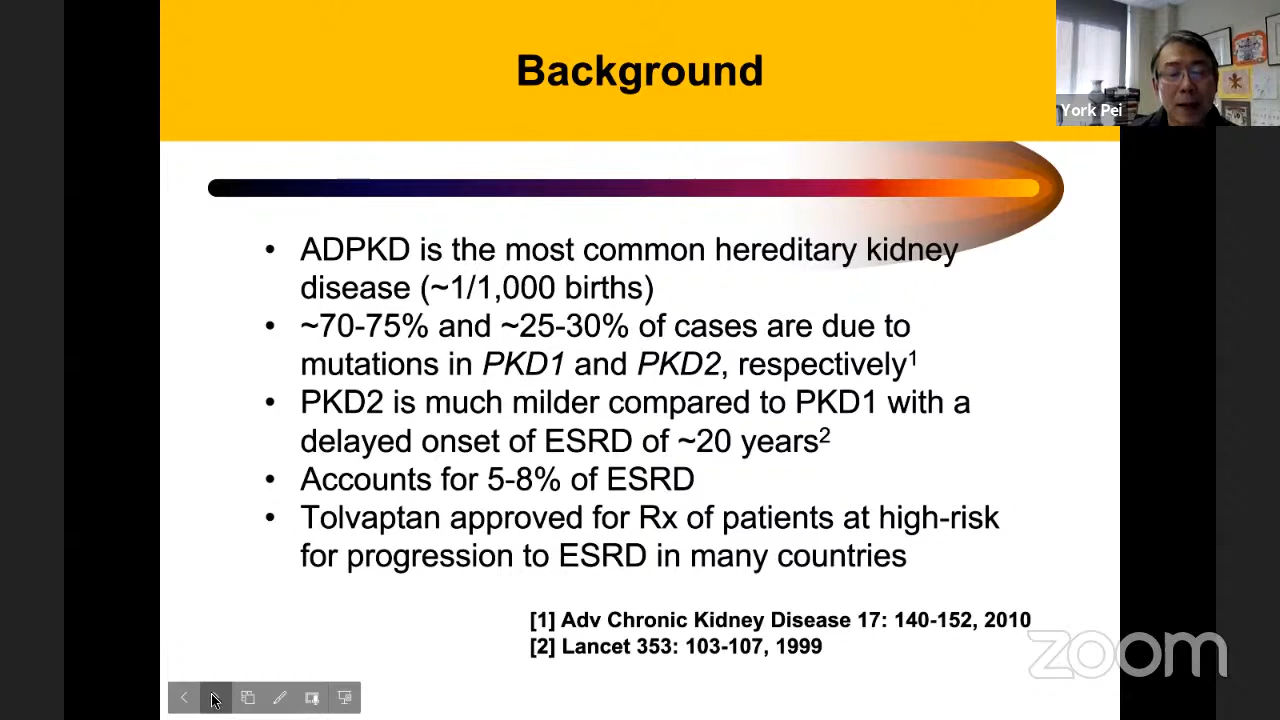 Background
York Pei
• ADPKD is the most common hereditary kidney
disease (~1/1,000 births)
• ~70-75% and ~25-30% of cases are due to
mutations in PKD1 and PKD2, respectively¹
• PKD2 is much milder compared to PKD1 with a
delayed onset of ESRD of ~20 years²
• Accounts for 5-8% of ESRD
• Tolvaptan approved for Rx of patients at high-risk
for progression to ESRD in many countries
[1] Adv Chronic Kidney Disease 17: 140-152, 2010
[2] Lancet 353: 103-107, 1999
zoom